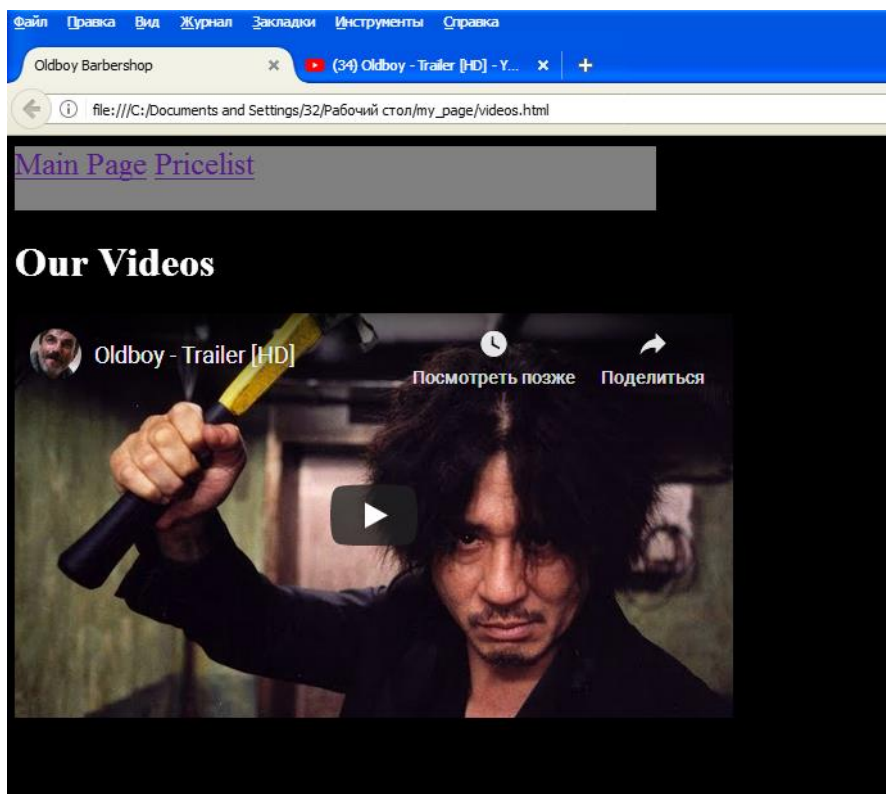 Файл Правка Вид Журнал Закладки Инструменты Справка
Oldboy Barbershop × (34) Oldboy - Trailer [HD] - Y... × +
file:///C:/Documents and Settings/32/Рабочий стол/my_page/videos.html
Main Page Pricelist
Our Videos
Oldboy - Trailer [HD]
Посмотреть позже Поделиться